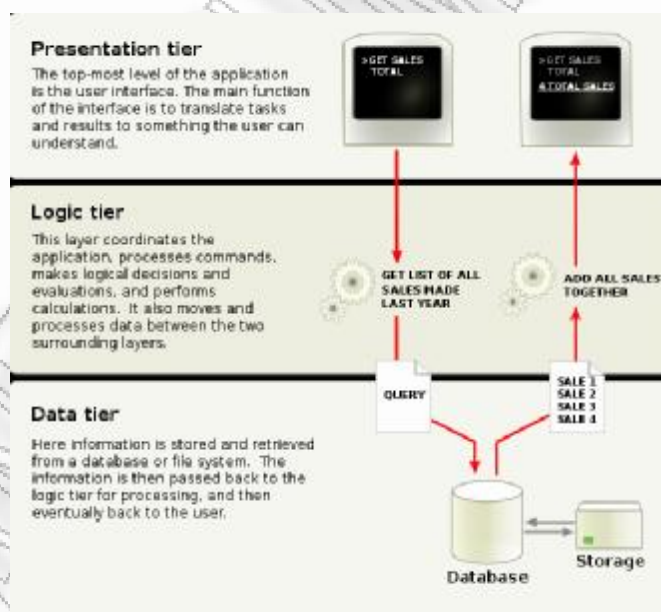 Presentation tier
The top-most level of the application
is the user interface. The main function
of the interface is to translate tasks
and results to something the user can
understand.
>GET SALES
TOTAL
>GET SALES
TOTAL
4 TOTAL SALES
Logic tier
This layer coordinates the
application, processes commands,
makes logical decisions and
evaluations, and performs
calculations. It also moves and
processes data between the two
surrounding layers.
GET LIST OF ALL
SALES MADE
LAST YEAR
ADD ALL SALES
TOGETHER
QUERY
SALE 1
SALE 2
SALE 3
SALE 4
Data tier
Here information is stored and retrieved
from a database or file system. The
information is then passed back to the
logic tier for processing, and then
eventually back to the user.
Database
Storage